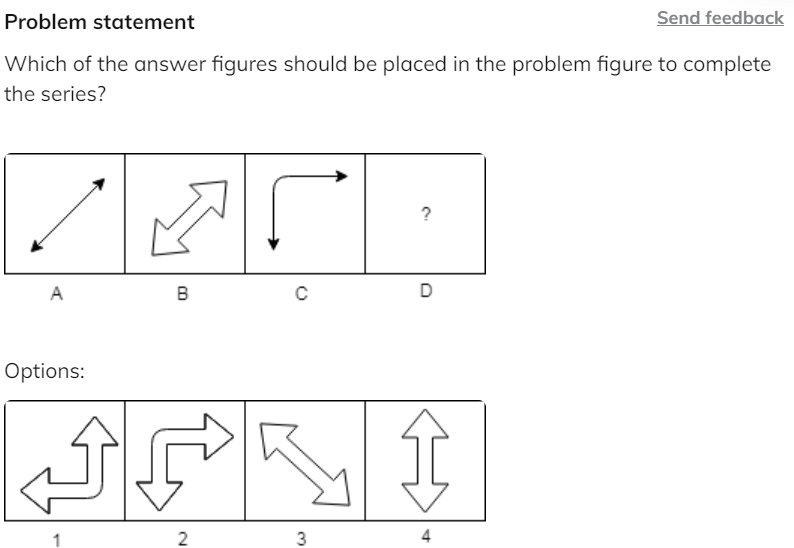 Problem statement
Send feedback
Which of the answer figures should be placed in the problem figure to complete
the series?
?
A B C D
Options:
1 2 3 4